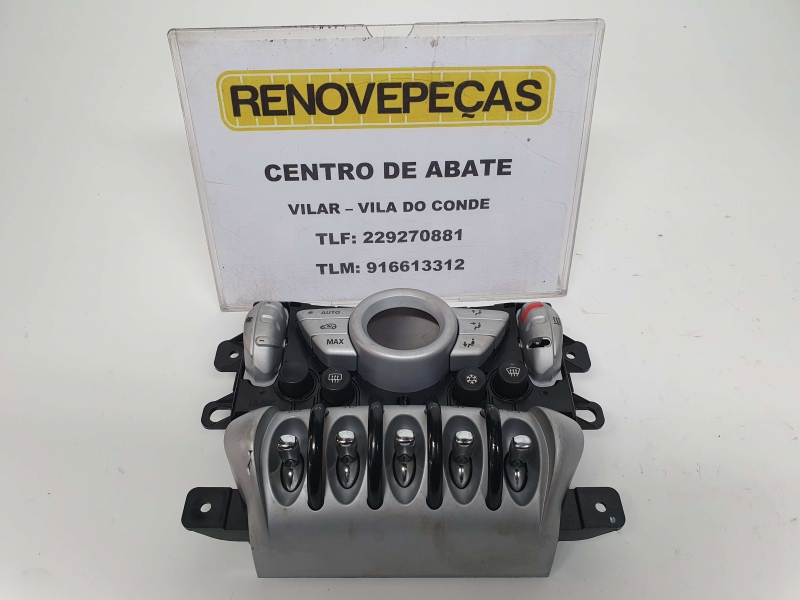 RENOVEPEÇAS
CENTRO DE ABATE
VILAR – VILA DO CONDE
TLF: 229270881
TLM: 916613312
AUTO
MAX